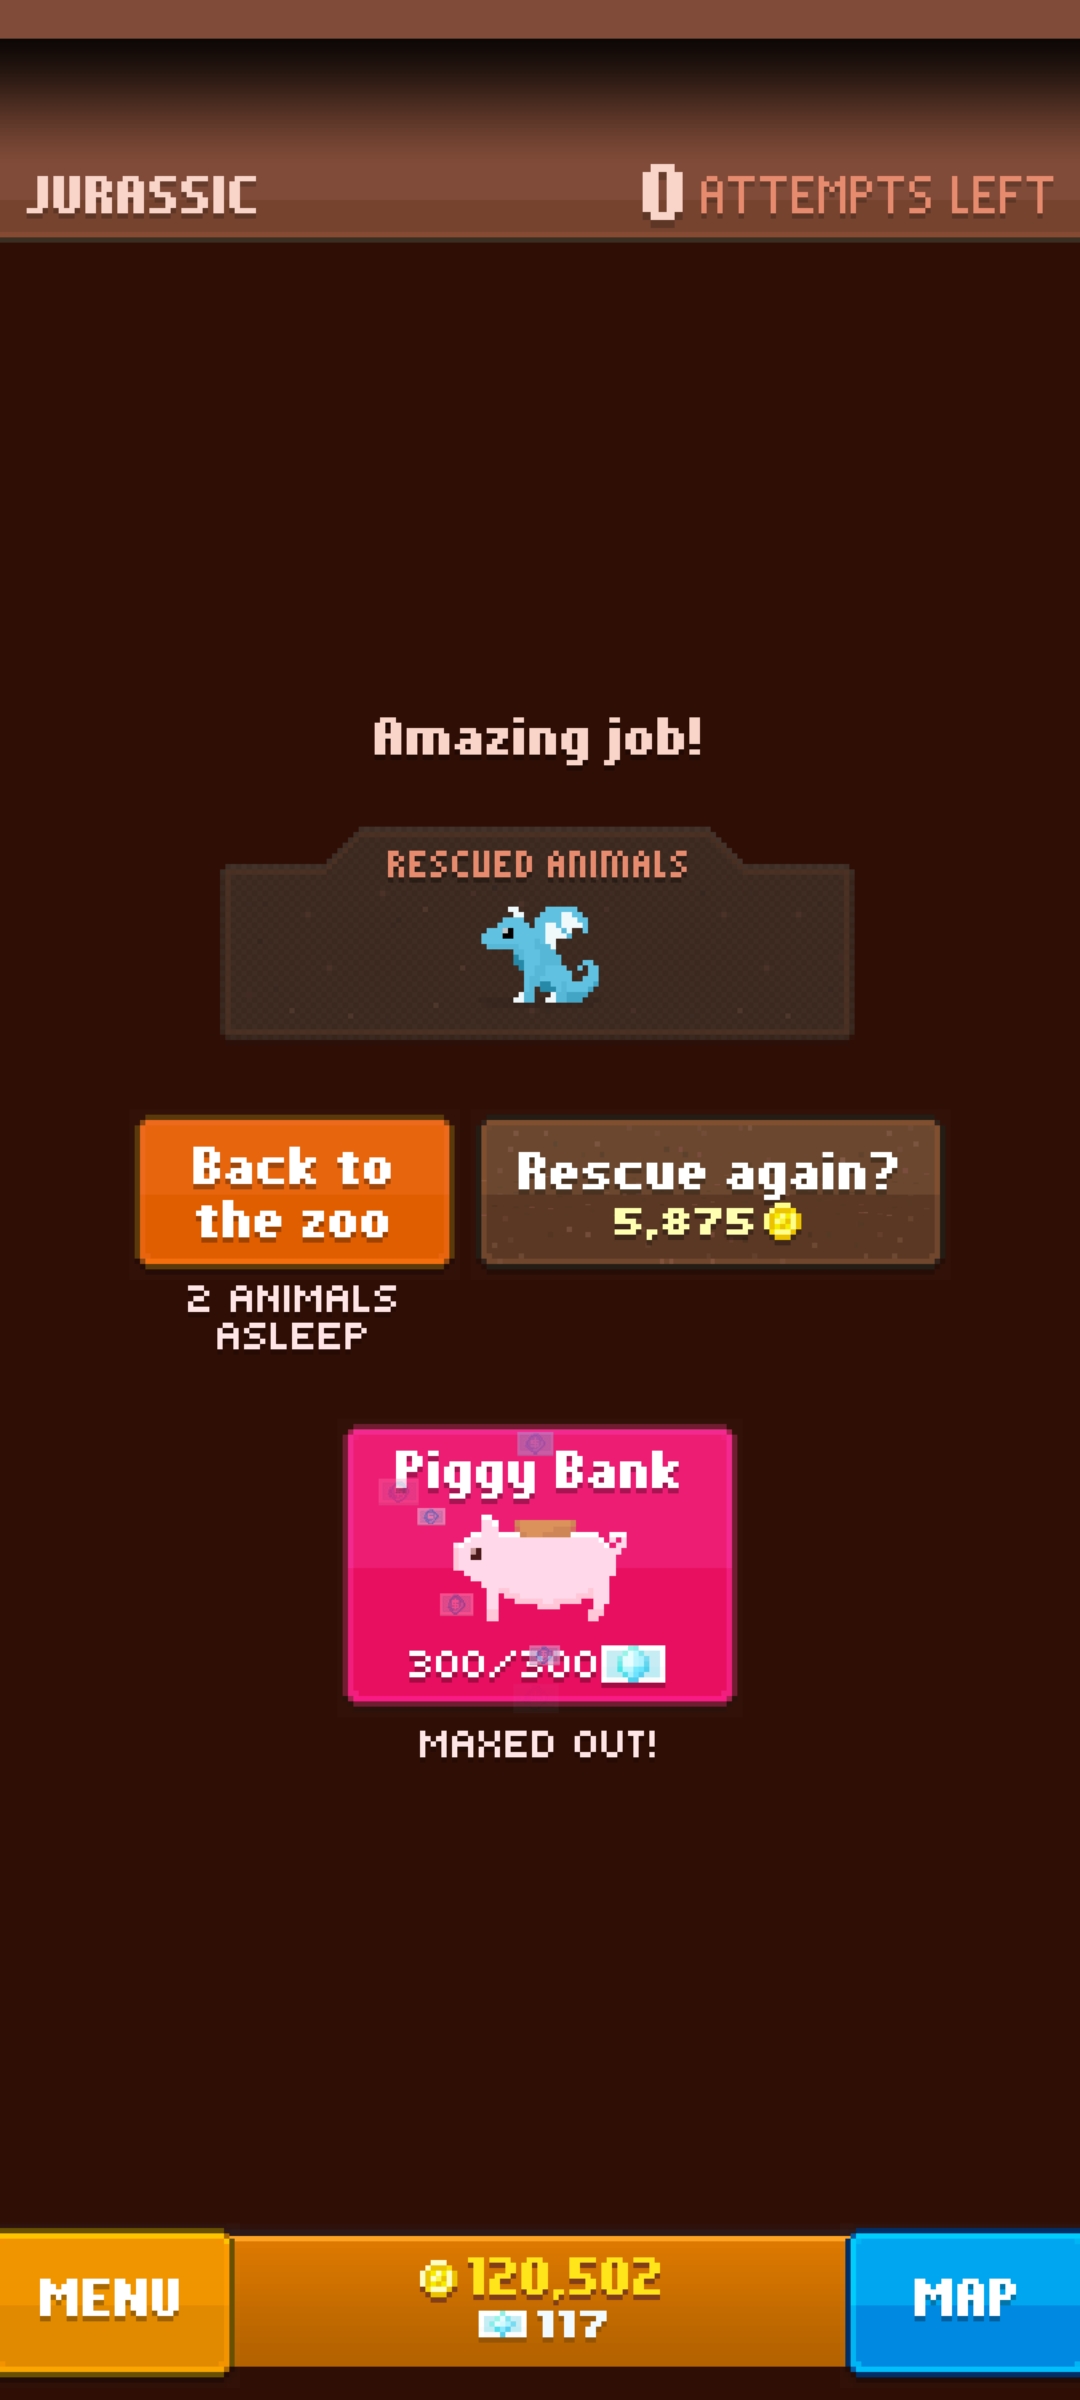 JURASSIC
0 ATTEMPTS LEFT
Amazing job!
RESCUED ANIMALS
Back to
the zoo
Rescue again?
5,875
2 ANIMALS
ASLEEP
Piggy Bank
300/300
MAXED OUT!
MENU
120,502
117
MAP